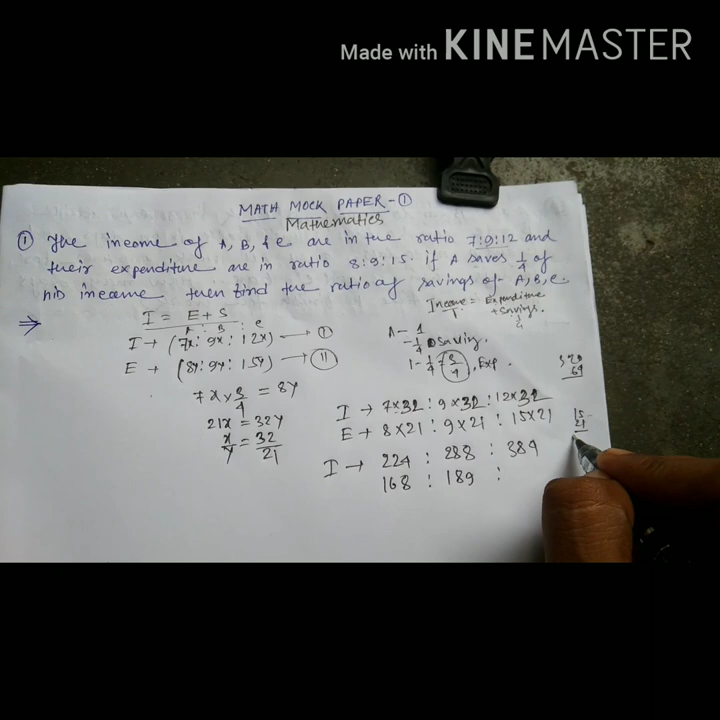 Made with KINEMASTER
MATH MOCK PAPER - ①
Mathematics
① The income of A, B, & c are in the ratio 7:9:12 and
their expenditure are in ratio 8:9:15. if A saves 1/4 of
his income then find the ratio of savings of A, B, c.
⇒ I = E + S
Income = Expenditure + Savings.
A : B : c
I → (7x : 9x : 12x) → ①
E → (8y : 9y : 15y) → ⑪
A - 1
1/4 Saving.
1 - 1/4 = 3/4, Exp.
7x × 3/4 = 8y
21x = 32y
x/y = 32/21
I → 7×32 : 9×32 : 12×32
E → 8×21 : 9×21 : 15×21
I → 224 : 288 : 384
168 : 189 :
15
21